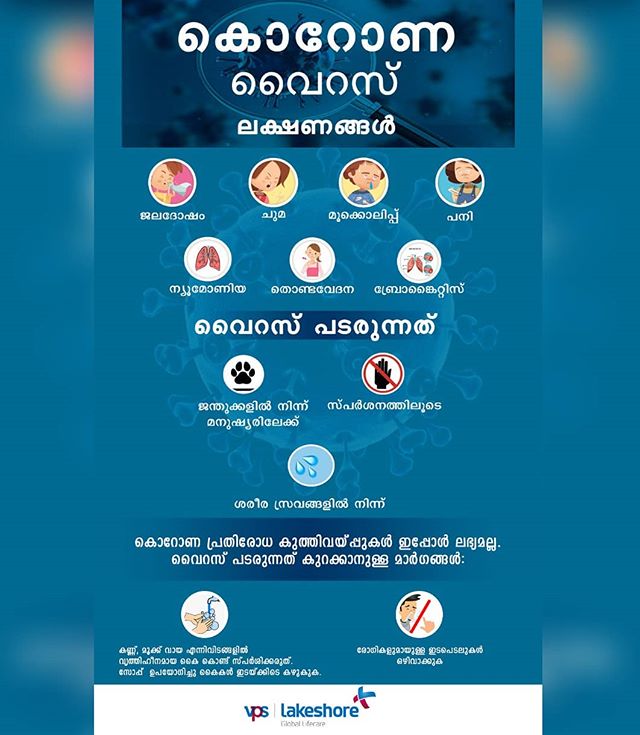 കൊറോണ
വൈറസ്
ലക്ഷണങ്ങൾ
ജലദോഷം
ചുമ
മൂക്കൊലിപ്പ്
പനി
ന്യൂമോണിയ
തൊണ്ടവേദന
ബ്രോങ്കൈറ്റിസ്
വൈറസ് പടരുന്നത്
ജന്തുക്കളിൽ നിന്ന്
മനുഷ്യരിലേക്ക്
സ്പർശനത്തിലൂടെ
ശരീര സ്രവങ്ങളിൽ നിന്ന്
കൊറോണ പ്രതിരോധ കുത്തിവയ്പ്പുകൾ ഇപ്പോൾ ലഭ്യമല്ല.
വൈറസ് പടരുന്നത് കുറക്കാനുള്ള മാർഗങ്ങൾ:
കണ്ണ്, മൂക്ക് വായ എന്നിവിടങ്ങളിൽ
വൃത്തിഹീനമായ കൈ കൊണ്ട് സ്പർശിക്കരുത്.
സോപ്പ് ഉപയോഗിച്ചു കൈകൾ ഇടയ്ക്കിടെ കഴുകുക.
രോഗികളുമായുള്ള ഇടപെടലുകൾ
ഒഴിവാക്കുക
vps lakeshore
Global Lifecare